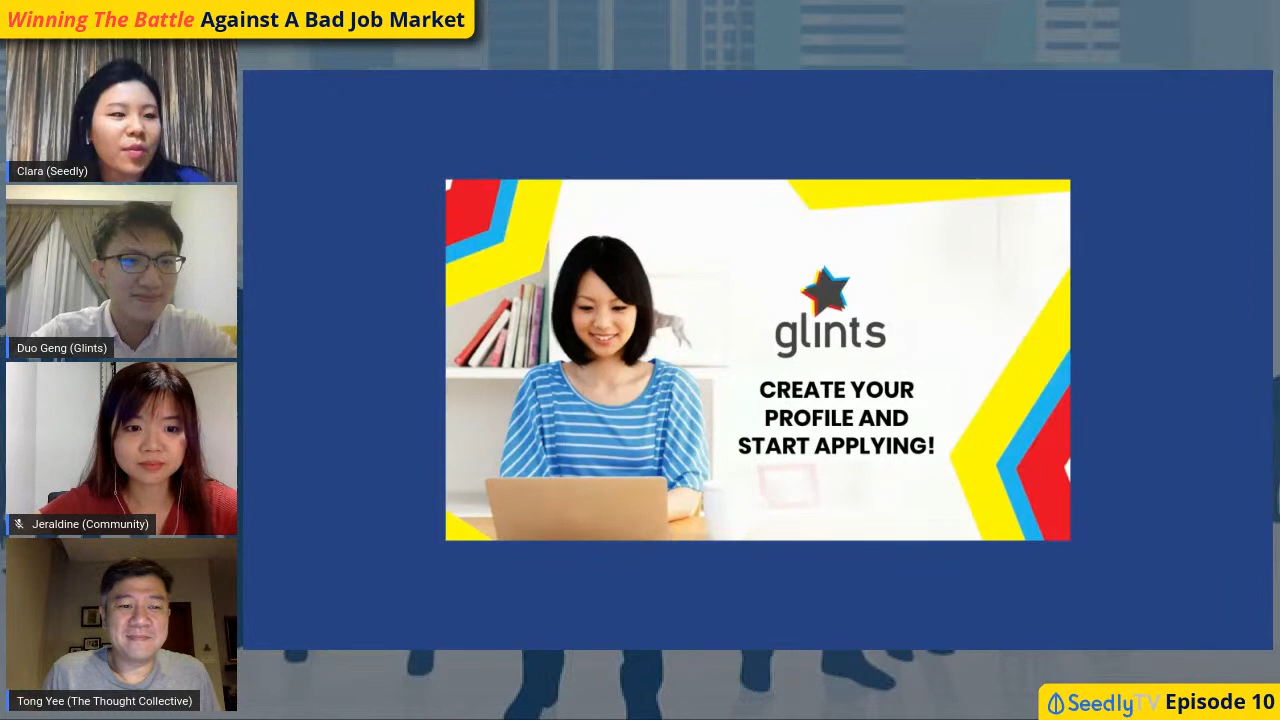 Winning The Battle Against A Bad Job Market
Clara (Seedly)
Duo Geng (Glints)
Jeraldine (Community)
Tong Yee (The Thought Collective)
glints
CREATE YOUR
PROFILE AND
START APPLYING!
SeedlyTV Episode 10